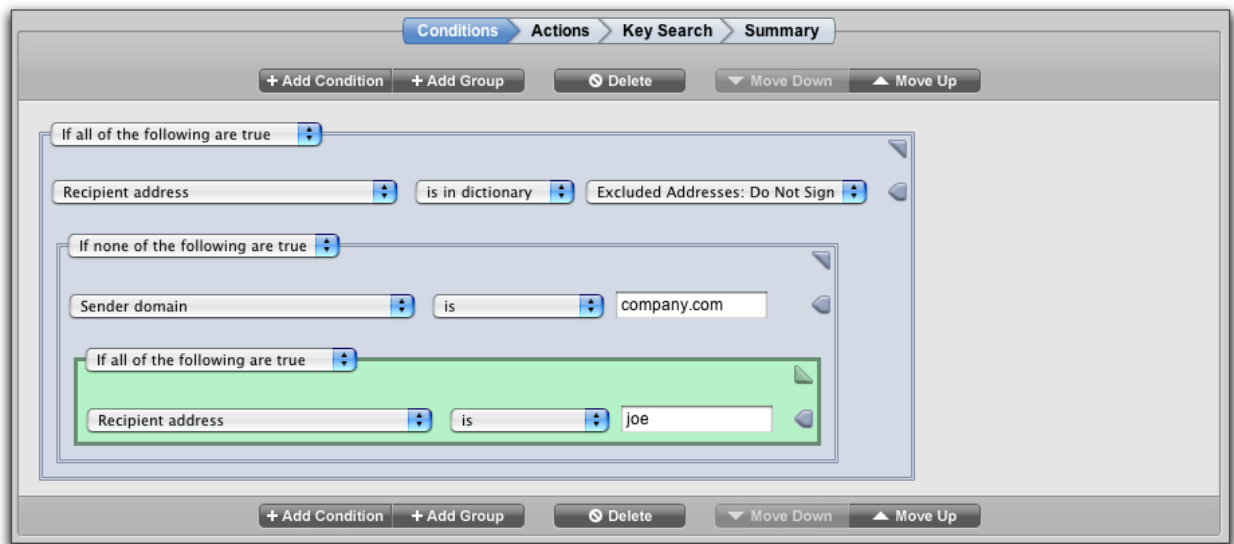 Conditions Actions Key Search Summary
+ Add Condition + Add Group Delete Move Down Move Up
If all of the following are true
Recipient address is in dictionary Excluded Addresses: Do Not Sign
If none of the following are true
Sender domain is company.com
If all of the following are true
Recipient address is joe
+ Add Condition + Add Group Delete Move Down Move Up